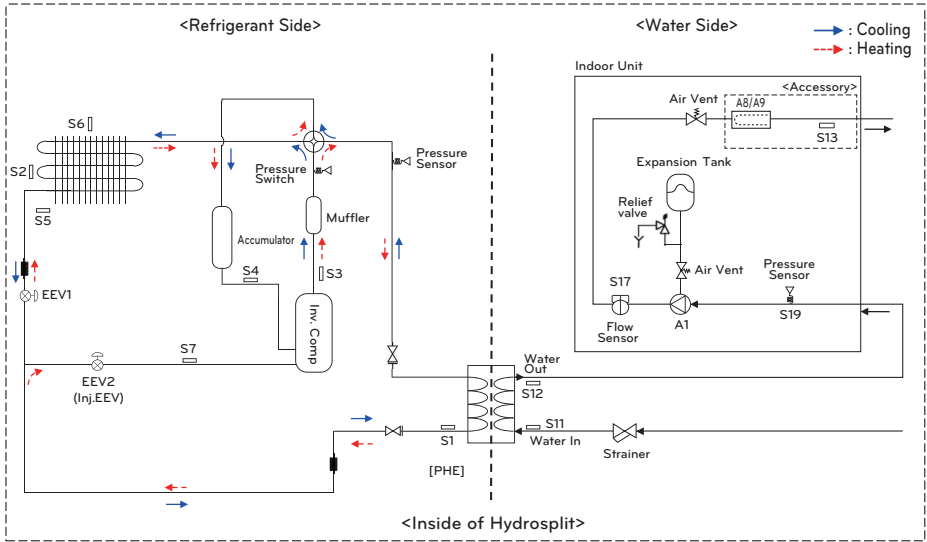 <Refrigerant Side>
<Water Side>
: Cooling
: Heating
Indoor Unit
<Accessory>
Air Vent
A8/A9
S13
S6
S2
S5
Pressure
Switch
Pressure
Sensor
Muffler
Accumulator
S4
S3
Inv. Comp
Expansion Tank
Relief
valve
Air Vent
Pressure
Sensor
S17
Flow
Sensor
A1
S19
EEV1
EEV2
(Inj.EEV)
S7
Water
Out
S12
S1
S11
Water In
Strainer
[PHE]
<Inside of Hydrosplit>